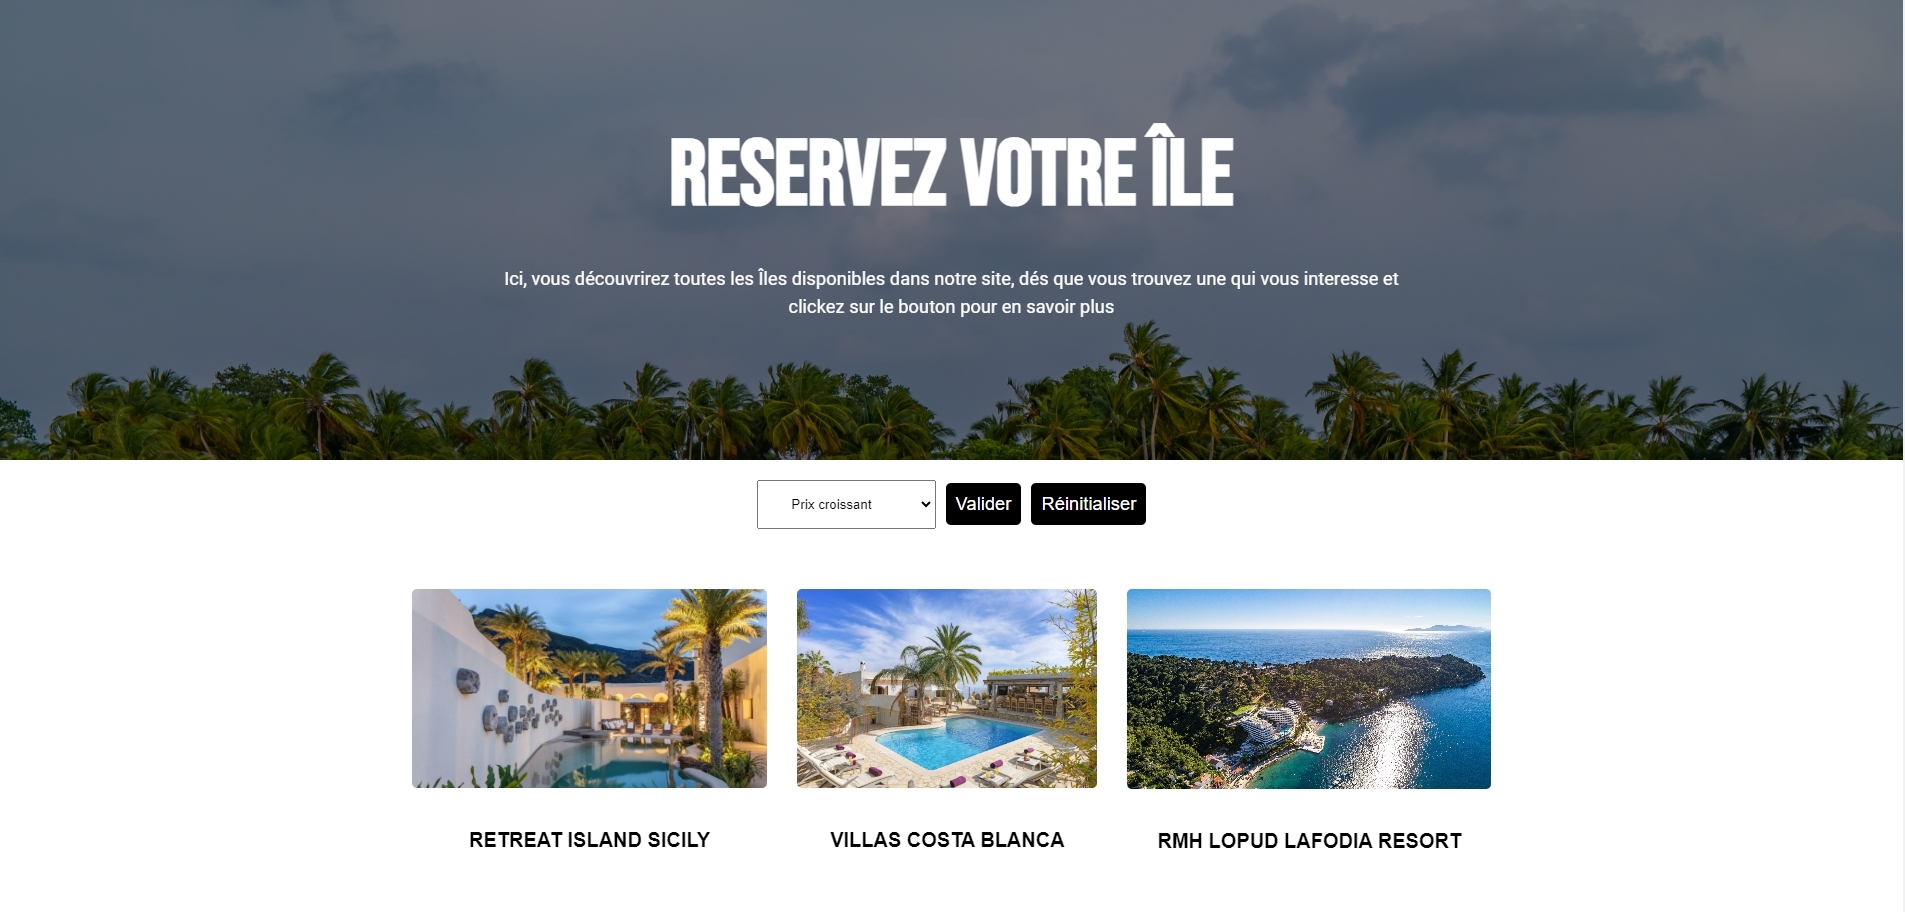 RESERVEZ VOTRE ÎLE
Ici, vous découvrirez toutes les Îles disponibles dans notre site, dés que vous trouvez une qui vous interesse et
clickez sur le bouton pour en savoir plus
Prix croissant Valider Réinitialiser
RETREAT ISLAND SICILY
VILLAS COSTA BLANCA
RMH LOPUD LAFODIA RESORT